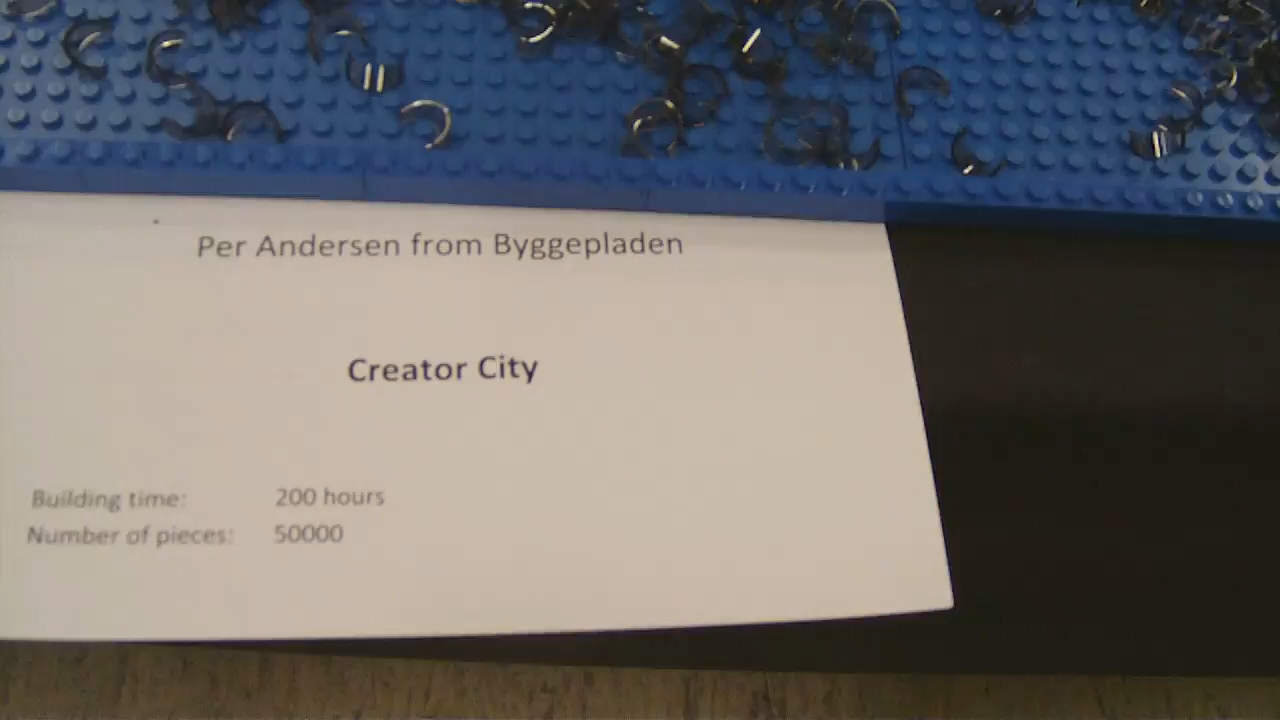 Per Andersen from Byggepladen
Creator City
Building time: 200 hours
Number of pieces: 50000